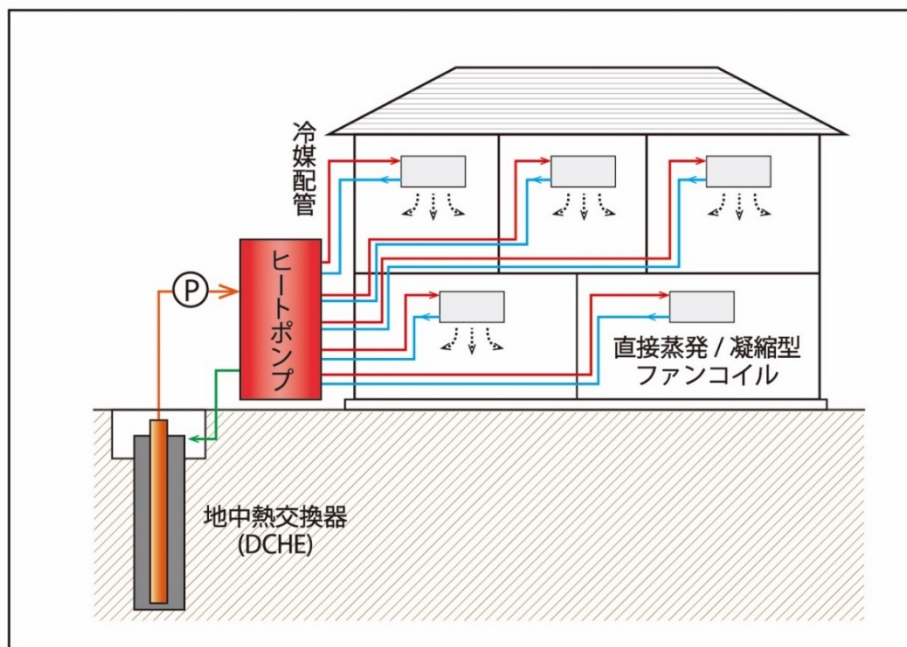 冷媒配管
P
ヒートポンプ
直接蒸発 / 凝縮型
ファンコイル
地中熱交換器
(DCHE)